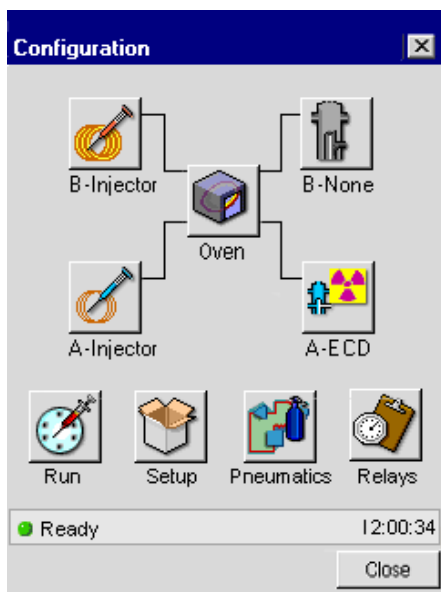 Configuration
B-Injector
B-None
Oven
A-Injector
A-ECD
Run
Setup
Pneumatics
Relays
Ready
12:00:34
Close